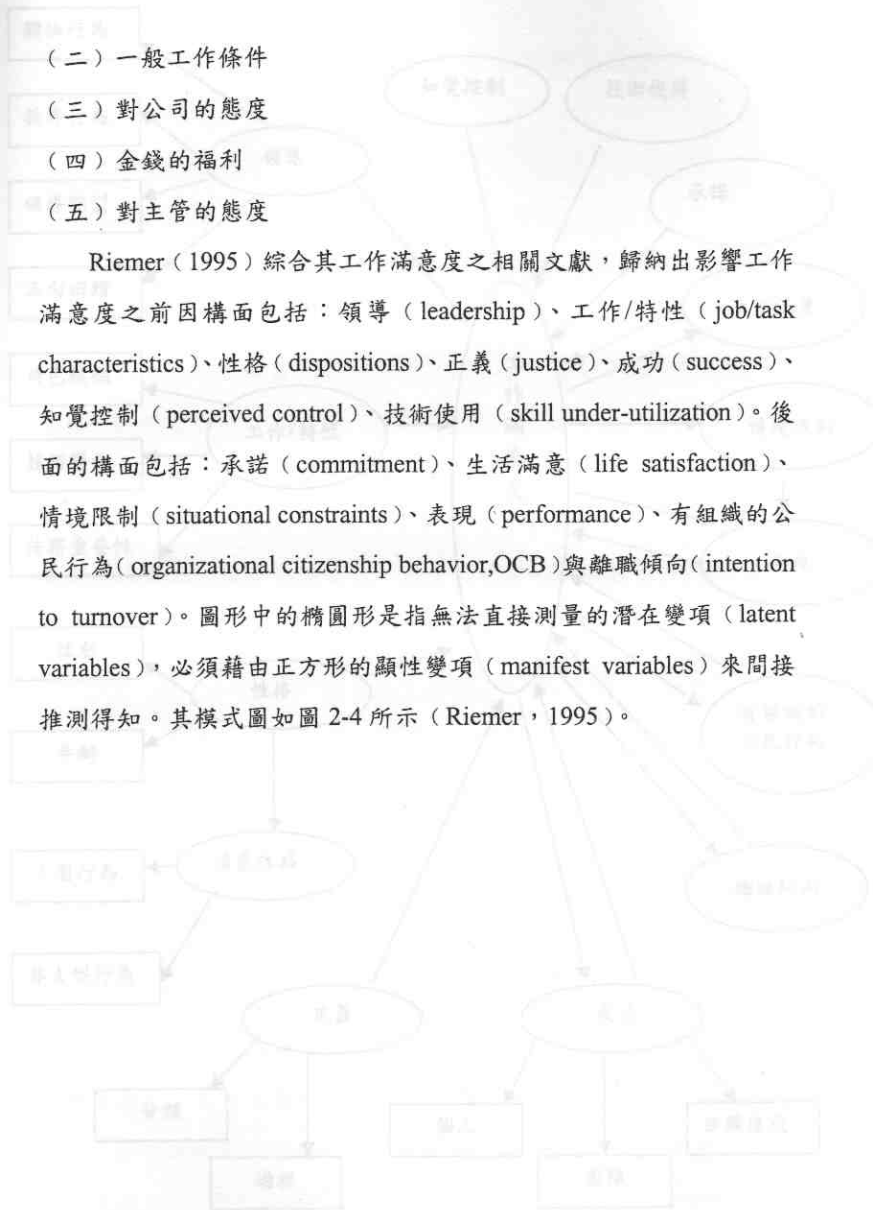 （二）一般工作條件
（三）對公司的態度
（四）金錢的福利
（五）對主管的態度
Riemer（1995）綜合其工作滿意度之相關文獻，歸納出影響工作
滿意度之前因構面包括：領導（leadership）、工作/特性（job/task
characteristics）、性格（dispositions）、正義（justice）、成功（success）、
知覺控制（perceived control）、技術使用（skill under-utilization）。後
面的構面包括：承諾（commitment）、生活滿意（life satisfaction）、
情境限制（situational constraints）、表現（performance）、有組織的公
民行為（organizational citizenship behavior,OCB）與離職傾向（intention
to turnover）。圖形中的橢圓形是指無法直接測量的潛在變項（latent
variables），必須藉由正方形的顯性變項（manifest variables）來間接
推測得知。其模式圖如圖 2-4 所示（Riemer，1995）。